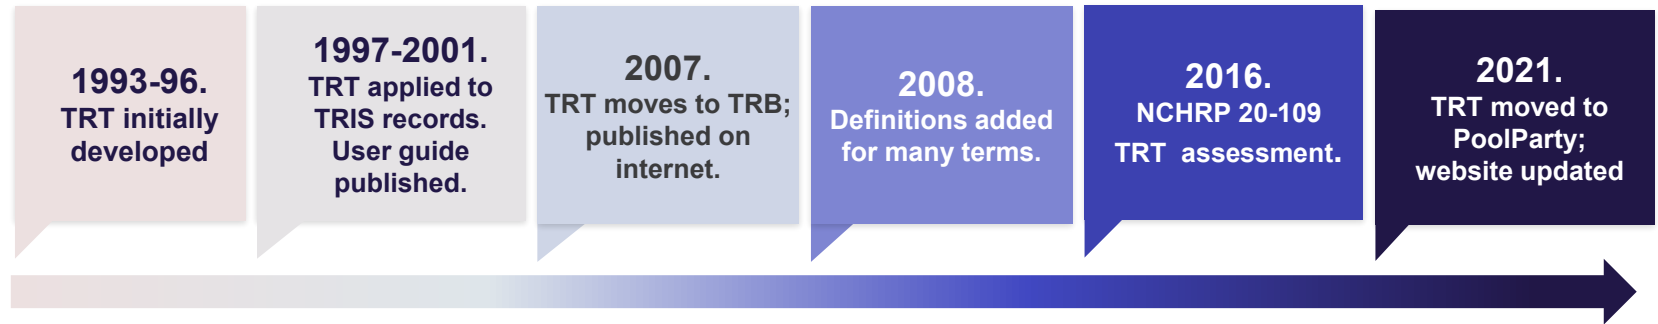 1993-96.
TRT initially
developed
1997-2001.
TRT applied to
TRIS records.
User guide
published.
2007.
TRT moves to TRB;
published on
internet.
2008.
Definitions added
for many terms.
2016.
NCHRP 20-109
TRT assessment.
2021.
TRT moved to
PoolParty;
website updated